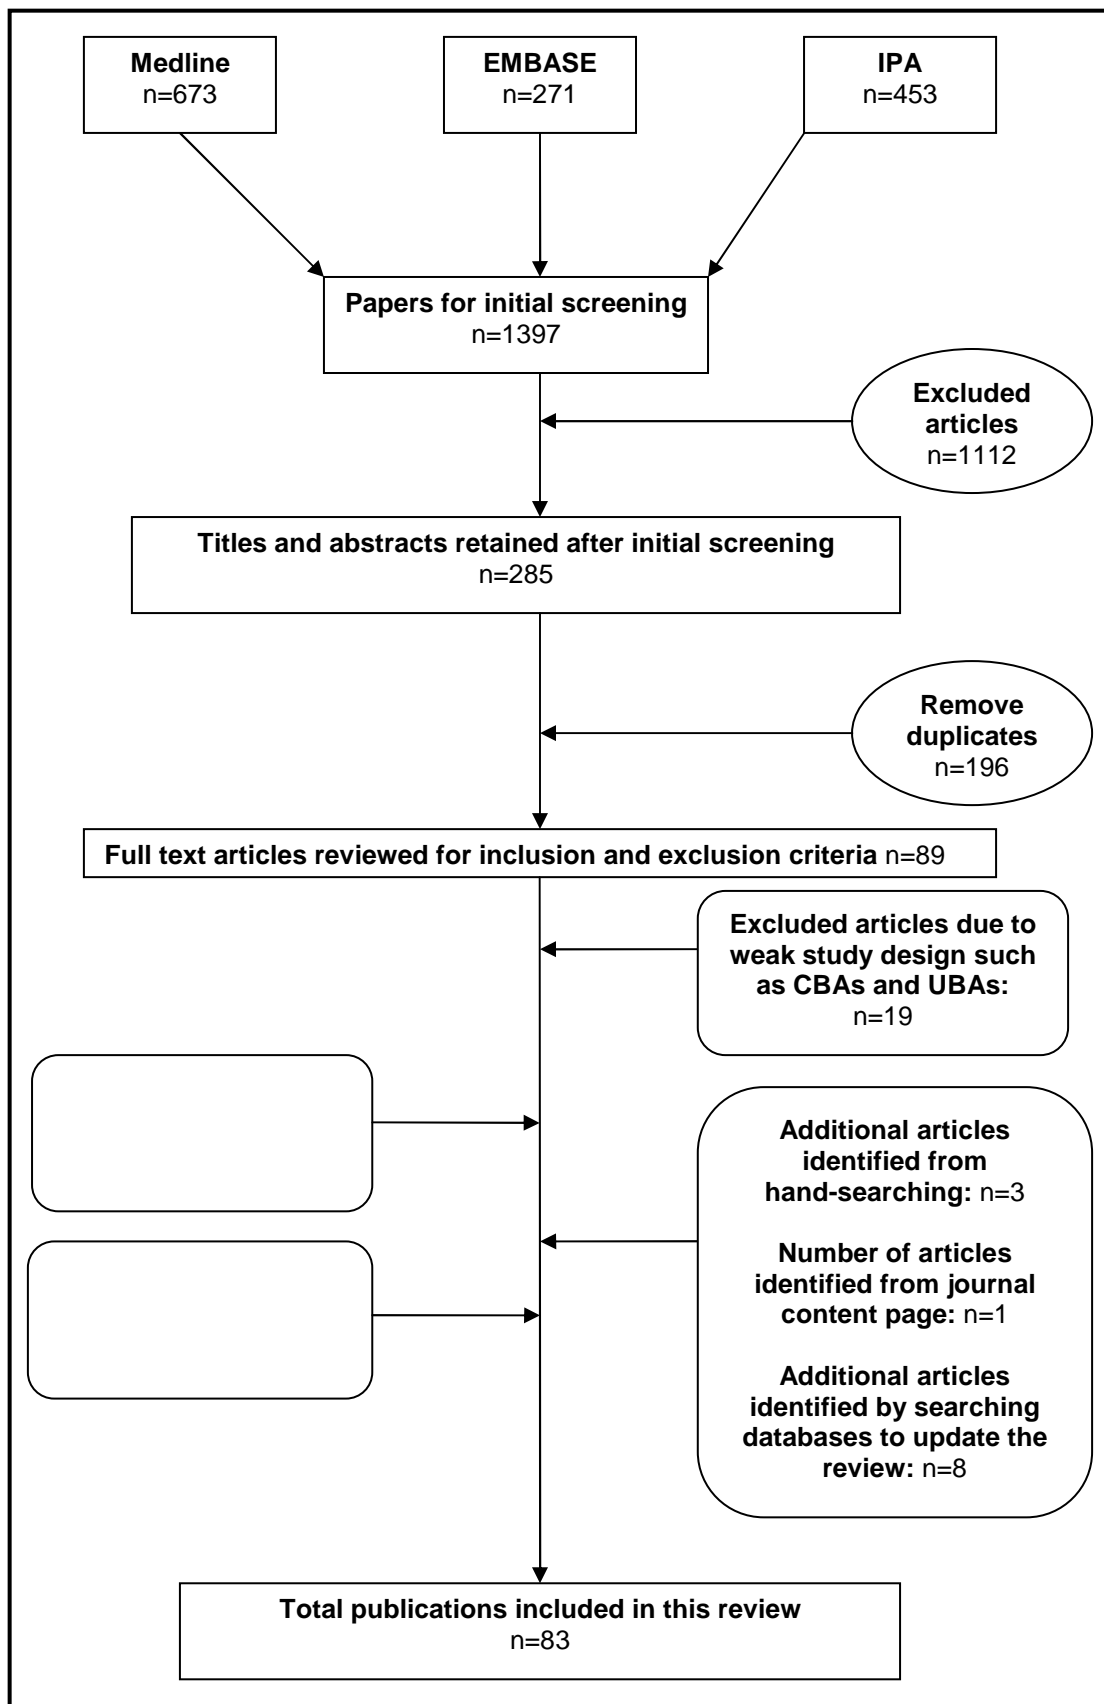 Medline
n=673
EMBASE
n=271
IPA
n=453
Papers for initial screening
n=1397
Excluded
articles
n=1112
Titles and abstracts retained after initial screening
n=285
Remove
duplicates
n=196
Full text articles reviewed for inclusion and exclusion criteria n=89
Excluded articles due to
weak study design such
as CBAs and UBAs:
n=19
Additional articles
identified from
hand-searching: n=3
Number of articles
identified from journal
content page: n=1
Additional articles
identified by searching
databases to update the
review: n=8
Total publications included in this review
n=83